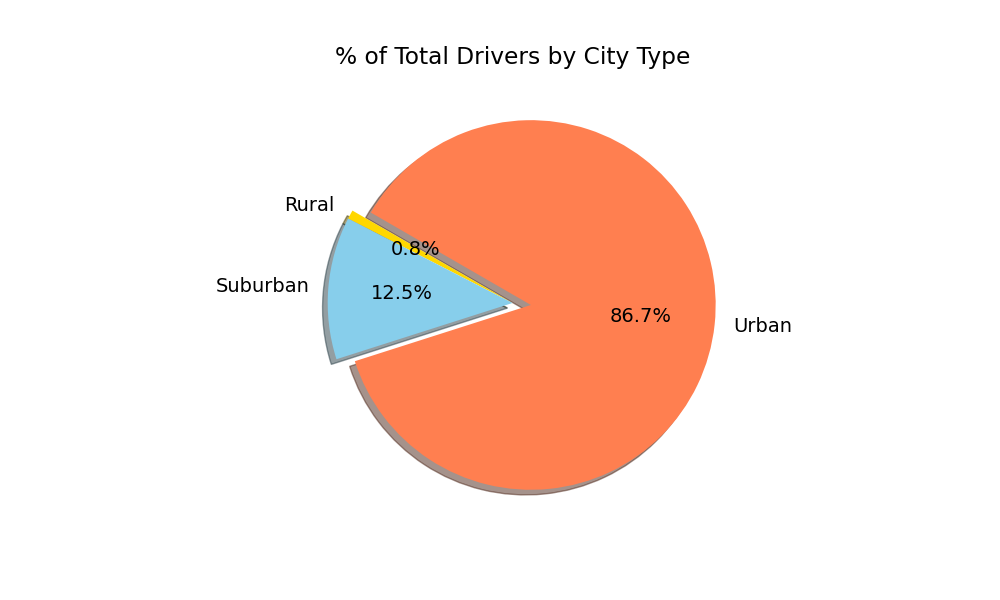 % of Total Drivers by City Type
Rural
0.8%
Suburban
12.5%
86.7%
Urban